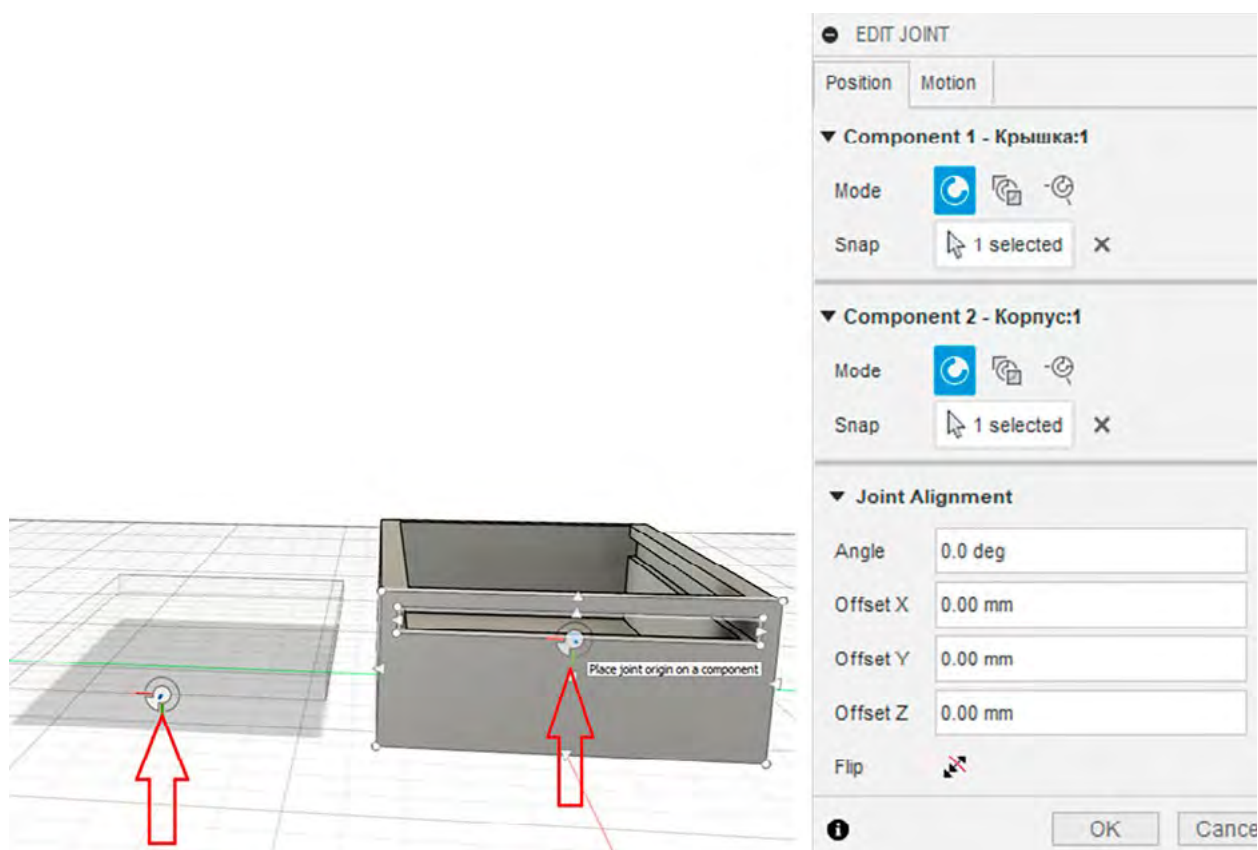 EDIT JOINT
Position Motion
Component 1 - Крышка:1
Mode
Snap 1 selected
Component 2 - Корпус:1
Mode
Snap 1 selected
Joint Alignment
Angle 0.0 deg
Offset X 0.00 mm
Offset Y 0.00 mm
Place joint origin on a component
Offset Z 0.00 mm
Flip
OK Cance